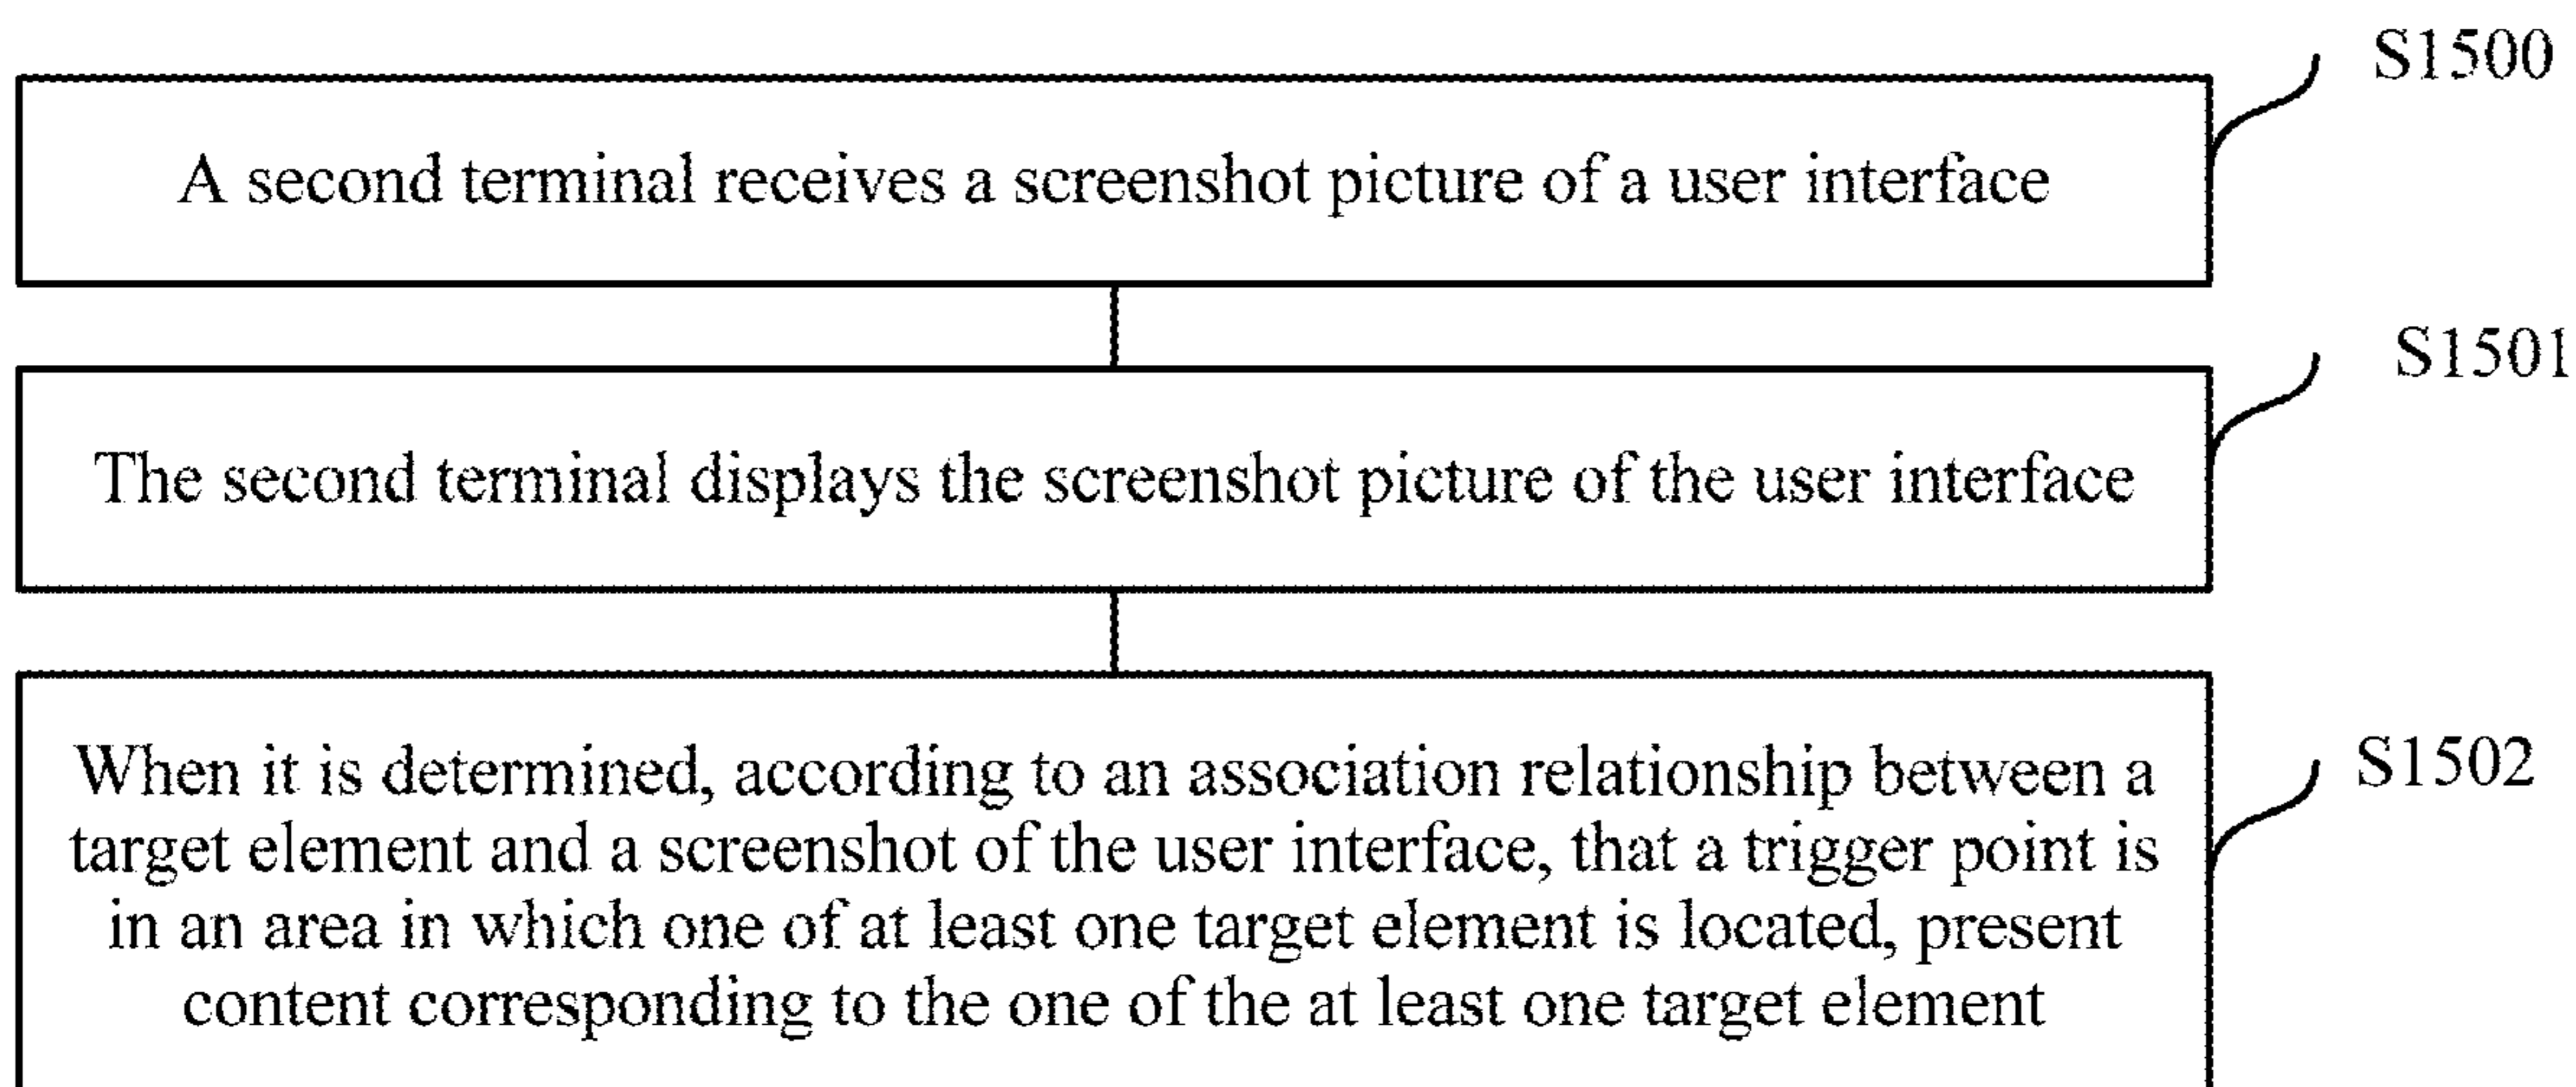 S1500
A second terminal receives a screenshot picture of a user interface
S1501
The second terminal displays the screenshot picture of the user interface
S1502
When it is determined, according to an association relationship between a
target element and a screenshot of the user interface, that a trigger point is
in an area in which one of at least one target element is located, present
content corresponding to the one of the at least one target element